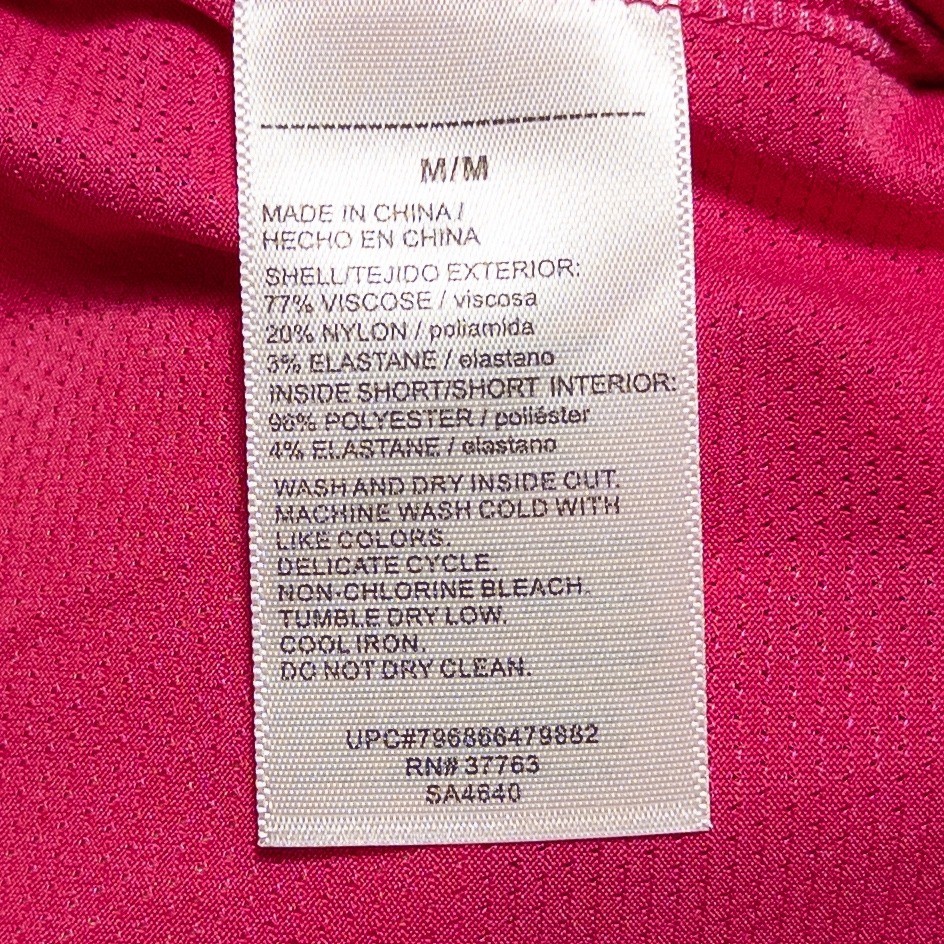 M/M
MADE IN CHINA /
HECHO EN CHINA
SHELL/TEJIDO EXTERIOR:
77% VISCOSE / viscosa
20% NYLON / poliamida
3% ELASTANE / elastano
INSIDE SHORT/SHORT INTERIOR:
96% POLYESTER / poliéster
4% ELASTANE / elastano
WASH AND DRY INSIDE OUT.
MACHINE WASH COLD WITH
LIKE COLORS.
DELICATE CYCLE.
NON-CHLORINE BLEACH.
TUMBLE DRY LOW.
COOL IRON.
DO NOT DRY CLEAN.
UPC#796866479882
RN# 37763
SA4640